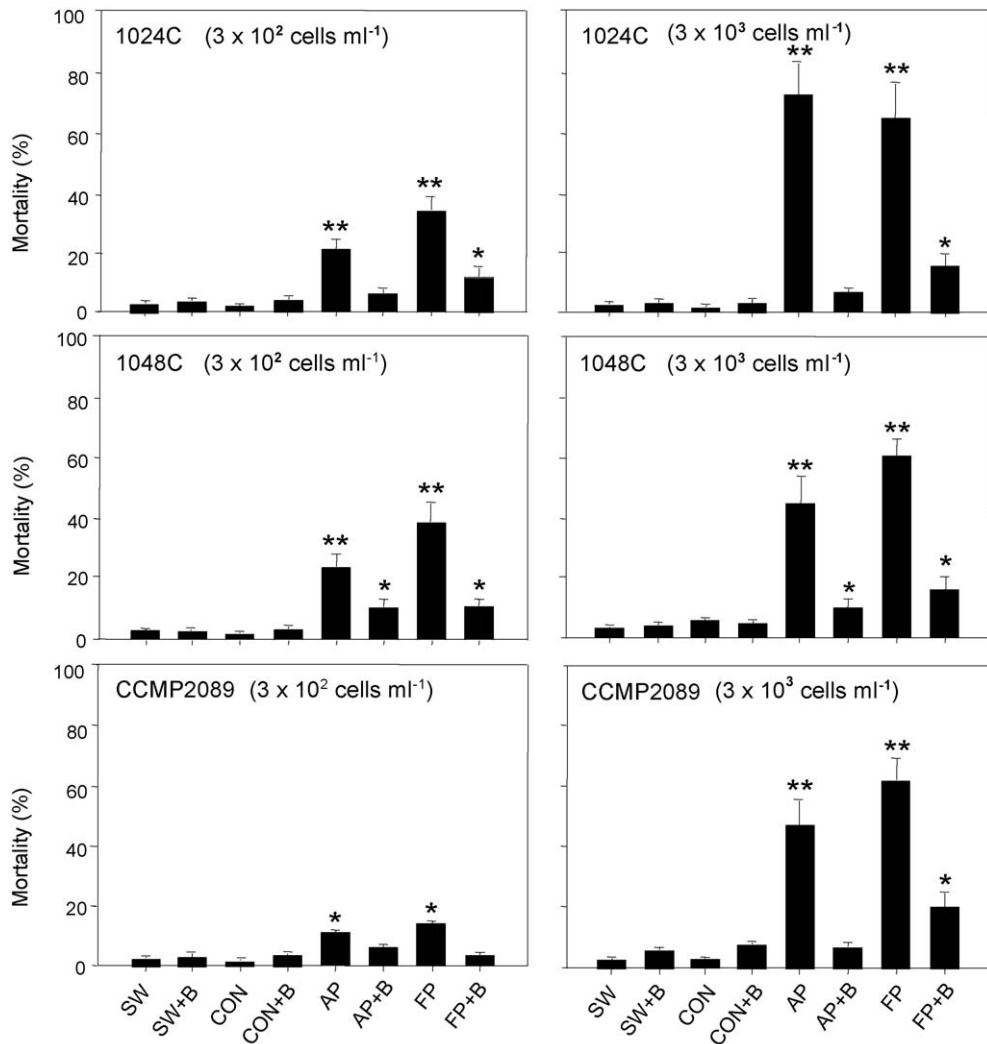 1024C (3 x 10² cells ml⁻¹)
Mortality (%)
100
80
60
40
20
0
** ** *
1024C (3 x 10³ cells ml⁻¹)
** ** *
1048C (3 x 10² cells ml⁻¹)
Mortality (%)
100
80
60
40
20
0
** * ** *
1048C (3 x 10³ cells ml⁻¹)
** * ** *
CCMP2089 (3 x 10² cells ml⁻¹)
Mortality (%)
100
80
60
40
20
0
* *
SW SW+B CON CON+B AP AP+B FP FP+B
CCMP2089 (3 x 10³ cells ml⁻¹)
** ** *
SW SW+B CON CON+B AP AP+B FP FP+B